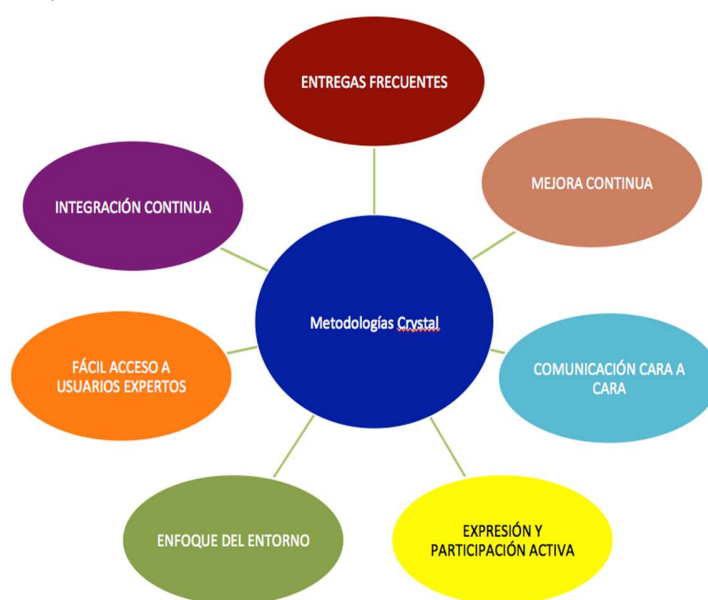 ENTREGAS FRECUENTES
MEJORA CONTINUA
INTEGRACIÓN CONTINUA
Metodologías Crystal
FÁCIL ACCESO A
USUARIOS EXPERTOS
COMUNICACIÓN CARA A
CARA
ENFOQUE DEL ENTORNO
EXPRESIÓN Y
PARTICIPACIÓN ACTIVA